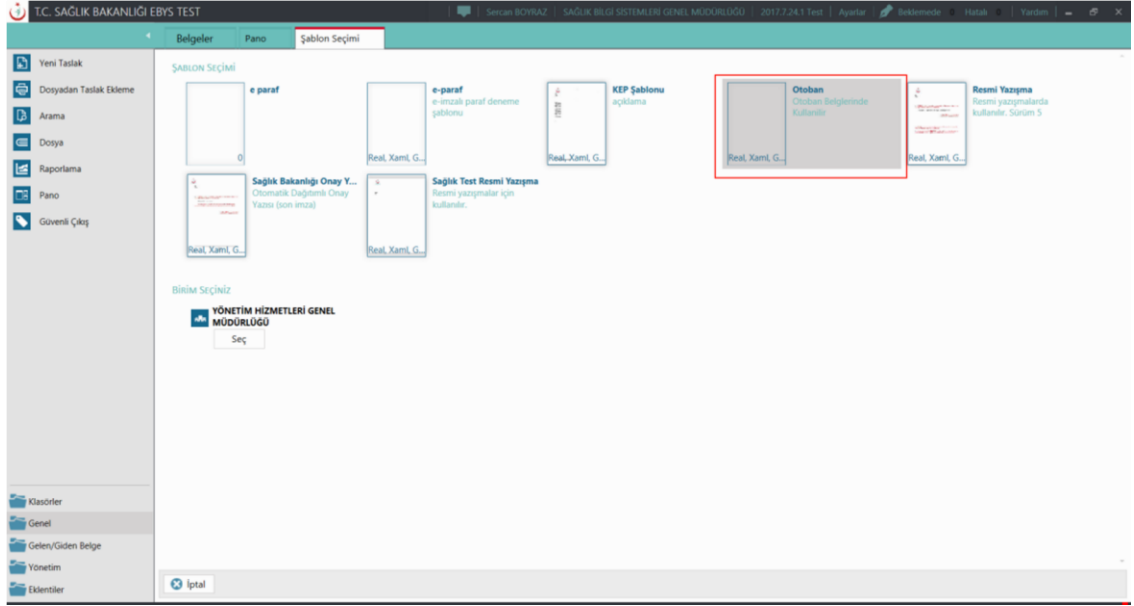 T.C. SAĞLIK BAKANLIĞI EBYS TEST
Sercan BOYRAZ | SAĞLIK BİLGİ SİSTEMLERİ GENEL MÜDÜRLÜĞÜ | 2017.7.24.1 Test | Ayarlar | Beklemede 0 Hatalı 0 | Yardım
Belgeler Pano Şablon Seçimi
Yeni Taslak
Dosyadan Taslak Ekleme
Arama
Dosya
Raporlama
Pano
Güvenli Çıkış
ŞABLON SEÇİMİ
e paraf
0
e-paraf
e-imzalı paraf deneme
şablonu
Real, Xaml, G...
KEP Şablonu
açıklama
Real, Xaml, G...
Otoban
Otoban Belglerinde
Kullanilir
Real, Xaml, G...
Resmi Yazışma
Resmi yazışmalarda
kullanılır. Sürüm 5
Real, Xaml, G...
Sağlık Bakanlığı Onay Y...
Otomatik Dağıtımlı Onay
Yazısı (son imza)
Real, Xaml, G...
Sağlık Test Resmi Yazışma
Resmi yazışmalar için
kullanılır.
Real, Xaml, G...
BİRİM SEÇİNİZ
YÖNETİM HİZMETLERİ GENEL
MÜDÜRLÜĞÜ
Seç
Klasörler
Genel
Gelen/Giden Belge
Yönetim
Eklentiler
İptal